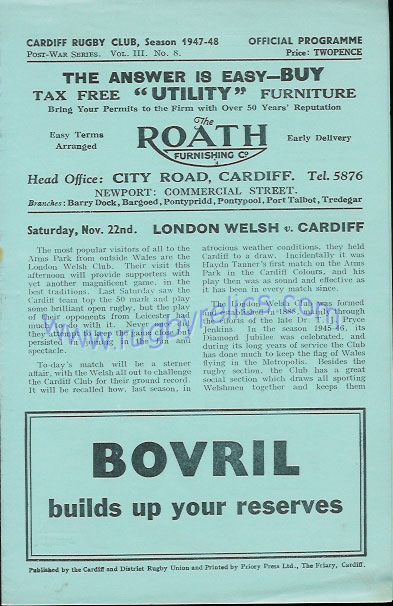 CARDIFF RUGBY CLUB, Season 1947-48 OFFICIAL PROGRAMME
POST-WAR SERIES. VOL. III. No. 8. Price: TWOPENCE
THE ANSWER IS EASY—BUY
TAX FREE "UTILITY" FURNITURE
Bring Your Permits to the Firm with Over 50 Years' Reputation
Easy Terms Arranged
The ROATH FURNISHING Co
Early Delivery
Head Office: CITY ROAD, CARDIFF. Tel. 5876
NEWPORT: COMMERCIAL STREET.
Branches: Barry Dock, Bargoed, Pontypridd, Pontypool, Port Talbot, Tredegar
Saturday, Nov. 22nd. LONDON WELSH v. CARDIFF
The most popular visitors of all to the
Arms Park from outside Wales are the
London Welsh Club. Their visit this
afternoon will provide supporters with
yet another magnificent game, in the
best traditions. Last Saturday saw the
Cardiff team top the 50 mark and play
some brilliant open rugby, but the play
of their opponents from Leicester had
much to do with it. Never once did
they attempt to keep the game close, but
persisted
spectacle.
To-day's match will be a sterner
affair, with the Welsh all out to challenge
the Cardiff Club for their ground record.
It will be recalled how, last season, in
atrocious weather conditions, they held
Cardiff to a draw. Incidentally it was
Haydn Tanner's first match on the Arms
Park in the Cardiff Colours, and his
play then was as sound and effective as
it has been in every match since.
The London Welsh Club was formed
1885, through
the efforts of the late Dr. T. J. Pryce
Jenkins. In the season 1945-46, its
Diamond Jubilee was celebrated, and
during its long years of service the Club
has done much to keep the flag of Wales
flying in the Metropolis. Besides the
rugby section, the Club has a great
social section which draws all sporting
Welshmen together and keeps them
www.rugbyrelics.com
BOVRIL
builds up your reserves
Published by the Cardiff and District Rugby Union and Printed by Priory Press Ltd., The Friary, Cardiff.